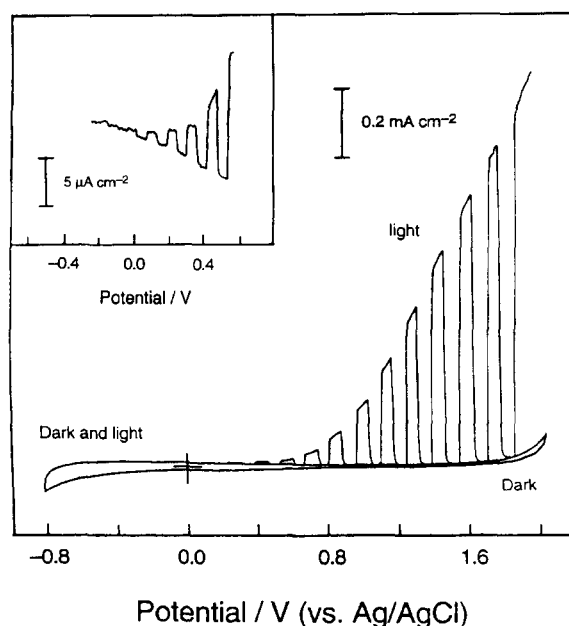 0.2 mA cm⁻²
5 μA cm⁻²
−0.4 0.0 0.4
Potential / V
light
Dark and light
Dark
−0.8 0.0 0.8 1.6
Potential / V (vs. Ag/AgCl)